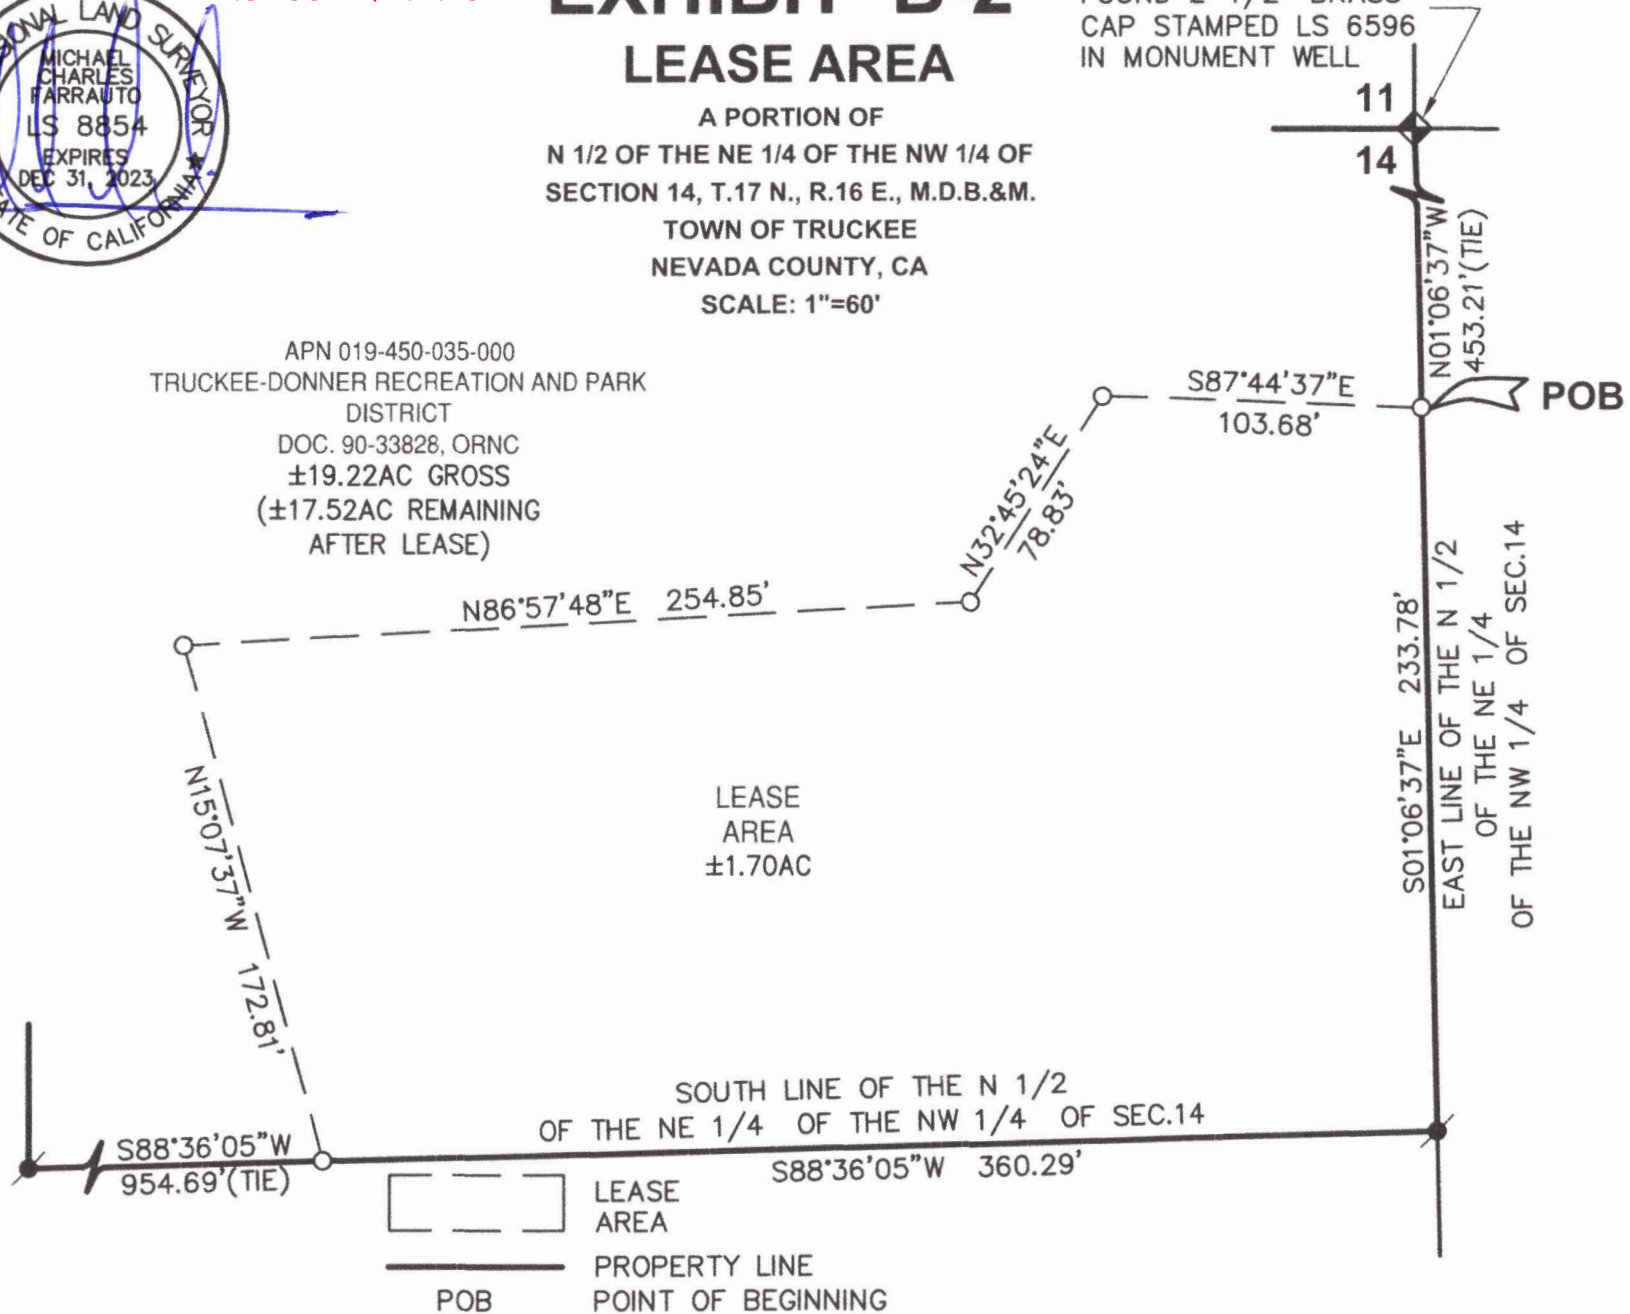 LAND SURVEYOR
MICHAEL
CHARLES
FARRAUTO
LS 8854
EXPIRES
DEC 31, 2023
OF CALIFORNIA
LEASE AREA
A PORTION OF
N 1/2 OF THE NE 1/4 OF THE NW 1/4 OF
SECTION 14, T.17 N., R.16 E., M.D.B.&M.
TOWN OF TRUCKEE
NEVADA COUNTY, CA
SCALE: 1"=60'
CAP STAMPED LS 6596
IN MONUMENT WELL
11
14
N01°06'37"W
453.21'(TIE)
POB
APN 019-450-035-000
TRUCKEE-DONNER RECREATION AND PARK
DISTRICT
DOC. 90-33828, ORNC
±19.22AC GROSS
(±17.52AC REMAINING
AFTER LEASE)
S87°44'37"E
103.68'
N32°45'24"E
78.83'
N86°57'48"E 254.85'
N15°07'37"W 172.81'
LEASE
AREA
±1.70AC
S01°06'37"E 233.78'
EAST LINE OF THE N 1/2
OF THE NE 1/4
OF THE NW 1/4 OF SEC.14
SOUTH LINE OF THE N 1/2
OF THE NE 1/4 OF THE NW 1/4 OF SEC.14
S88°36'05"W 360.29'
S88°36'05"W
954.69'(TIE)
LEASE
AREA
PROPERTY LINE
POB POINT OF BEGINNING